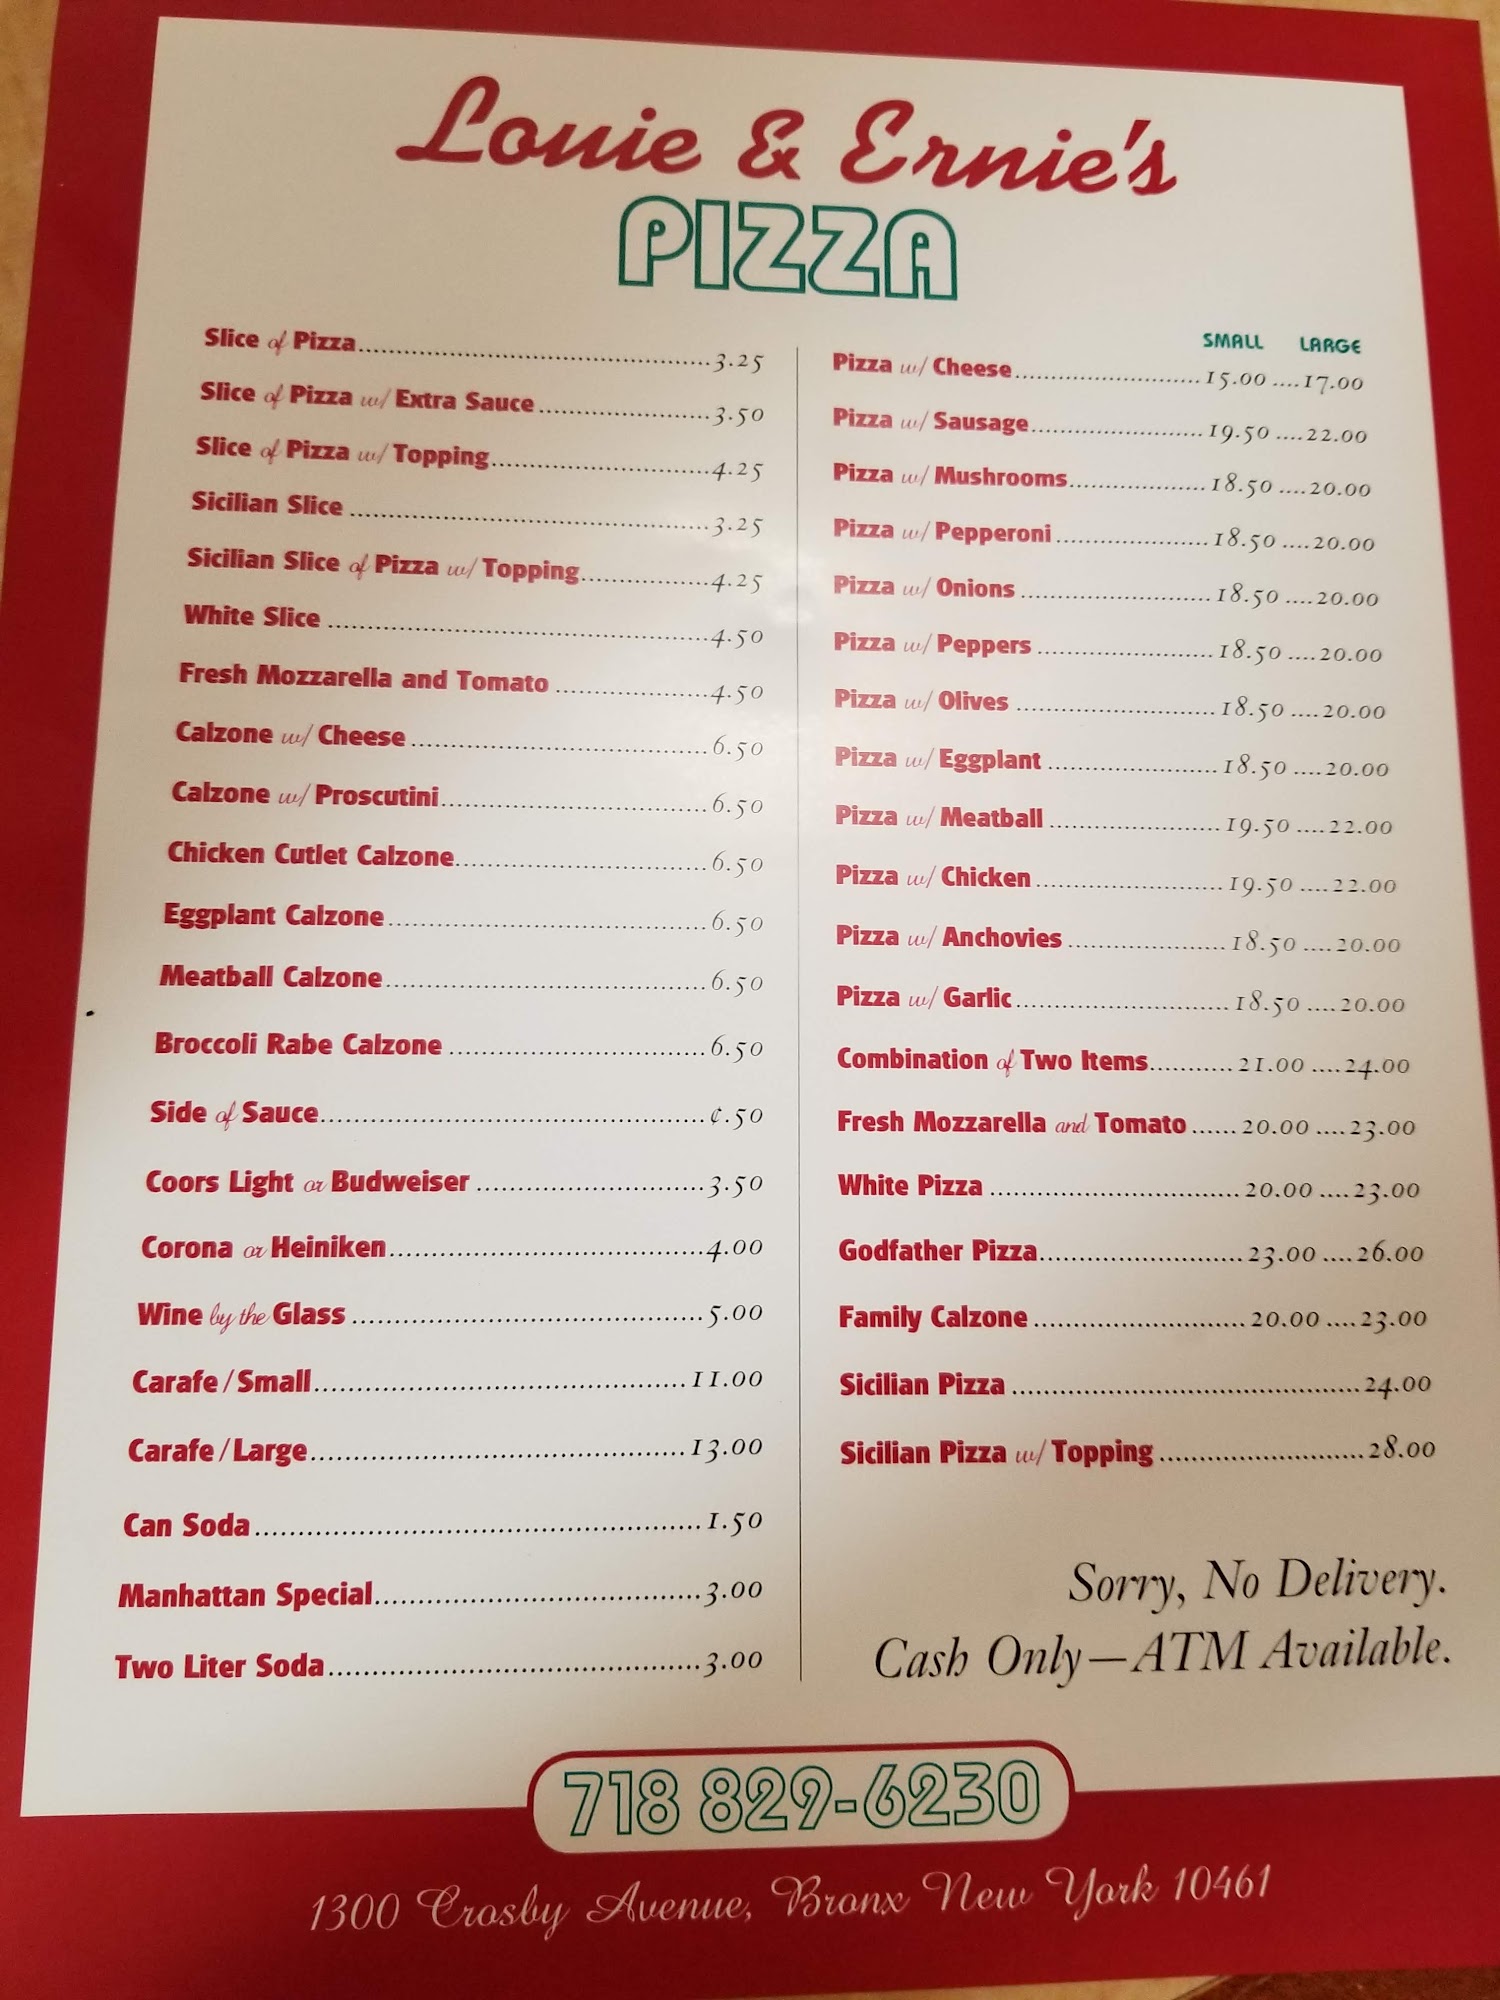 Louie & Ernie's
PIZZA
Slice of Pizza..........3.25
Slice of Pizza w/ Extra Sauce..........3.50
Slice of Pizza w/ Topping..........4.25
Sicilian Slice..........3.25
Sicilian Slice of Pizza w/ Topping..........4.25
White Slice..........4.50
Fresh Mozzarella and Tomato..........4.50
Calzone w/ Cheese..........6.50
Calzone w/ Proscutini..........6.50
Chicken Cutlet Calzone..........6.50
Eggplant Calzone..........6.50
Meatball Calzone..........6.50
Broccoli Rabe Calzone..........6.50
Side of Sauce..........¢.50
Coors Light or Budweiser..........3.50
Corona or Heiniken..........4.00
Wine by the Glass..........5.00
Carafe/Small..........11.00
Carafe/Large..........13.00
Can Soda..........1.50
Manhattan Special..........3.00
Two Liter Soda..........3.00
SMALL LARGE
Pizza w/ Cheese..........15.00 ....17.00
Pizza w/ Sausage..........19.50 ....22.00
Pizza w/ Mushrooms..........18.50 ....20.00
Pizza w/ Pepperoni..........18.50 ....20.00
Pizza w/ Onions..........18.50 ....20.00
Pizza w/ Peppers..........18.50 ....20.00
Pizza w/ Olives..........18.50 ....20.00
Pizza w/ Eggplant..........18.50 ....20.00
Pizza w/ Meatball..........19.50 ....22.00
Pizza w/ Chicken..........19.50 ....22.00
Pizza w/ Anchovies..........18.50 ....20.00
Pizza w/ Garlic..........18.50 ....20.00
Combination of Two Items..........21.00 ....24.00
Fresh Mozzarella and Tomato......20.00 ....23.00
White Pizza..........20.00 ....23.00
Godfather Pizza..........23.00 ....26.00
Family Calzone..........20.00 ....23.00
Sicilian Pizza..........24.00
Sicilian Pizza w/ Topping..........28.00
Sorry, No Delivery.
Cash Only—ATM Available.
718 829-6230
1300 Crosby Avenue, Bronx New York 10461